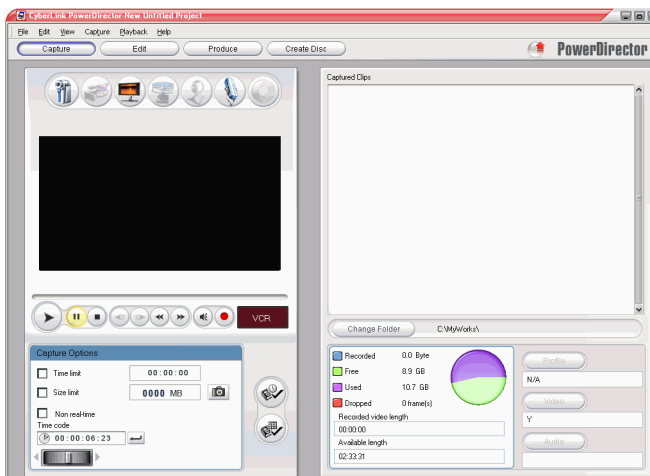 CyberLink PowerDirector-New Untitled Project
File Edit View Capture Playback Help
Capture Edit Produce Create Disc PowerDirector
Captured Clips
VCR
Change Folder C:\MyWorks\
Capture Options
Time limit 00:00:00
Size limit 0000 MB
Non real-time
Time code
00:00:06:23
Recorded 0.0 Byte
Free 8.9 GB
Used 10.7 GB
Dropped 0 frame(s)
Recorded video length
00:00:00
Available length
02:33:31
Profile
N/A
Video
Y
Audio